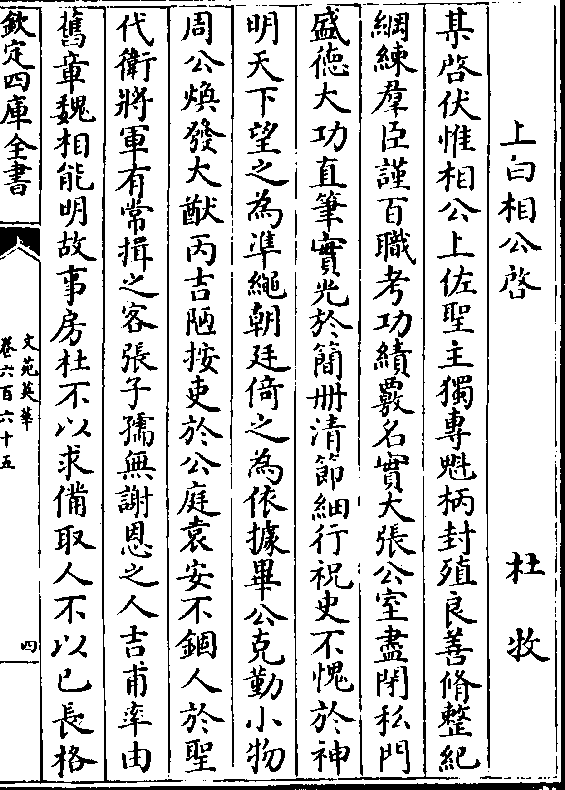 上白相公啓　杜牧
某啓伏惟相公上佐聖主獨專魁柄封殖良善脩整紀
綱練羣臣謹百職考功績覈名實大張公室盡閉私門
盛徳大功直筆實光於簡冊清節細行祝史不愧於神
明天下望之為凖繩朝廷倚之為依據畢公克勤小物
周公煥發大猷丙吉陋按吏於公庭袁安不錮人於聖
代衛將軍有常揖之客張子孺無謝恩之人吉甫率由
舊章魏相能明故事房杜不以求備取人不以已長格
欽定四庫全書
文苑英華
卷六百六十五
四